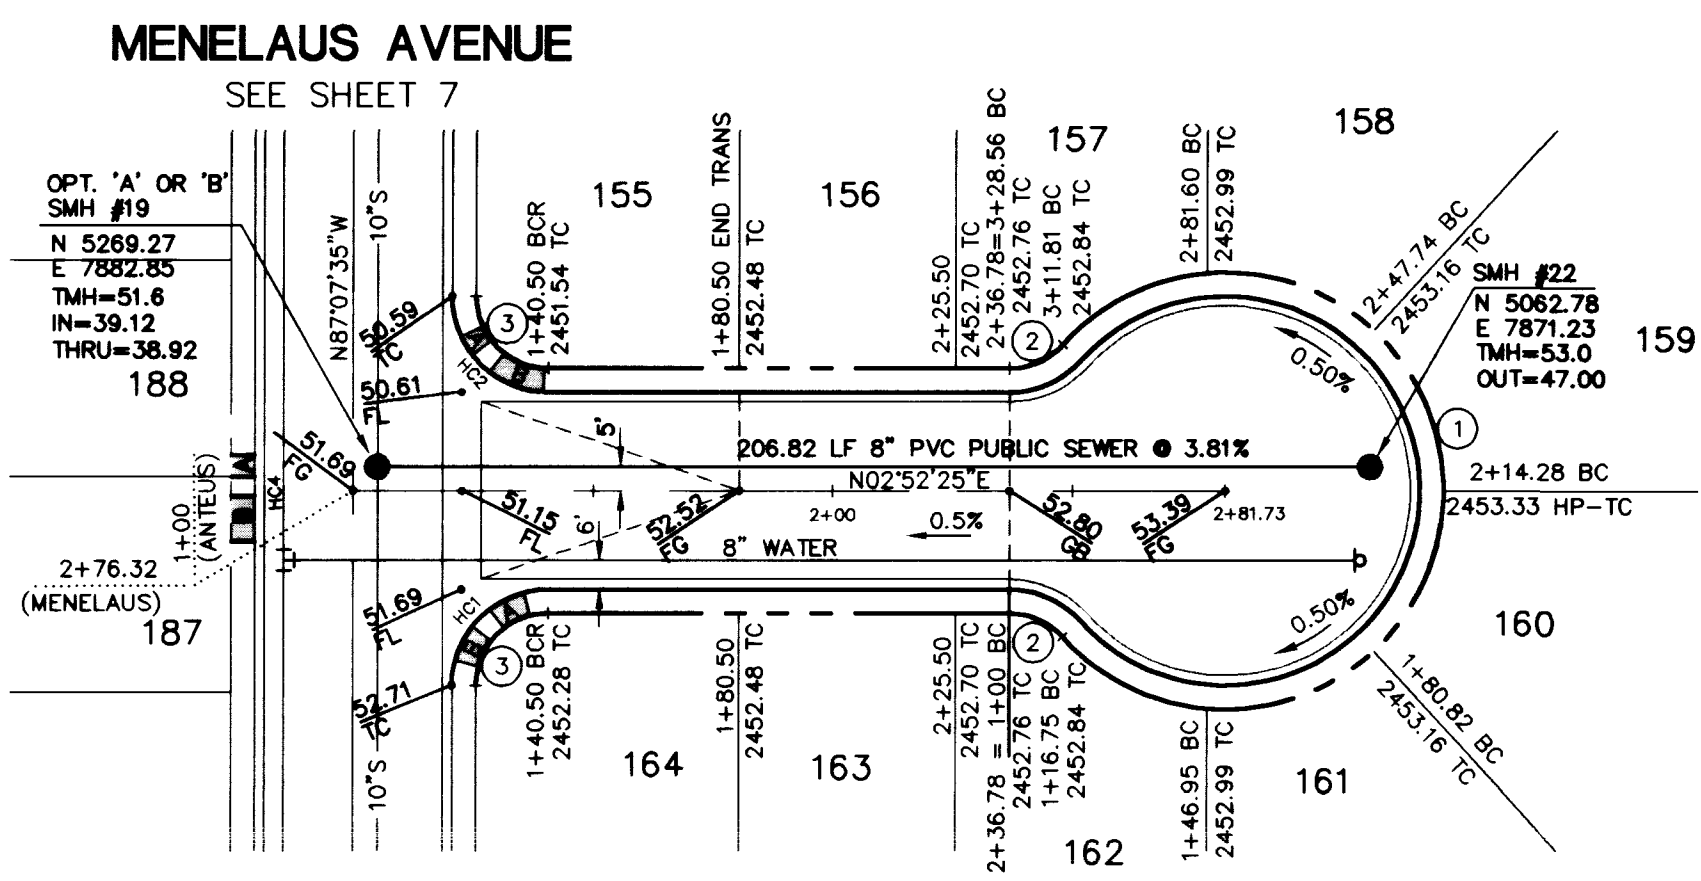 MENELAUS AVENUE
SEE SHEET 7
OPT. 'A' OR 'B'
SMH #19
N 5269.27
E 7882.85
TMH=51.6
IN=39.12
THRU=38.92
188
187
N87°07'35"W
10"S
10"S
155
156
157
158
159
160
161
162
163
164
1+40.50 BCR
2451.54 TC
1+80.50 END TRANS
2452.48 TC
2+25.50
2452.70 TC
2+36.78=3+28.56 BC
2452.76 TC
3+11.81 BC
2452.84 TC
2+81.60 BC
2452.99 TC
2+47.74 BC
2453.16 TC
SMH #22
N 5062.78
E 7871.23
TMH=53.0
OUT=47.00
50.59
TC
50.61
FL
51.69
FG
51.15
FL
51.69
FL
52.71
TC
HC2
HC1
HC4
A
B
A
B
3
3
2
2
1
5'
6'
206.82 LF 8" PVC PUBLIC SEWER @ 3.81%
N02°52'25"E
52.52
FG
2+00
0.5%
52.80
GB
53.39
FG
2+81.73
8" WATER
0.50%
0.50%
2+14.28 BC
2453.33 HP-TC
1+00
(ANTEUS)
2+76.32
(MENELAUS)
1+40.50 BCR
2452.28 TC
1+80.50
2452.48 TC
2+25.50
2452.70 TC
2+36.78 = 1+00 BC
2452.76 TC
1+16.75 BC
2452.84 TC
1+46.95 BC
2452.99 TC
1+80.82 BC
2453.16 TC